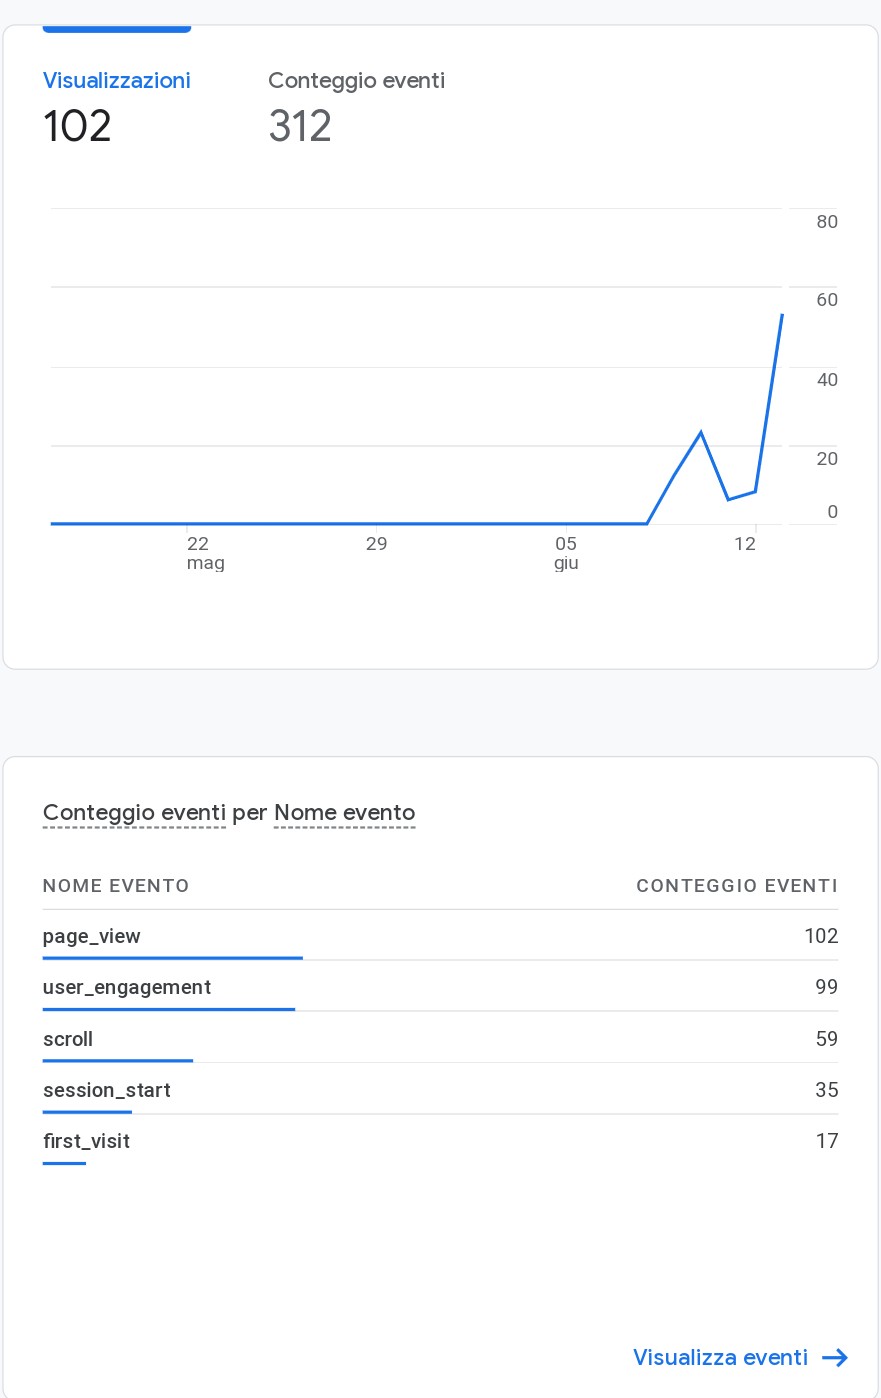 Visualizzazioni
102
Conteggio eventi
312
80
60
40
20
0
22
mag
29
05
giu
12
Conteggio eventi per Nome evento
NOME EVENTO CONTEGGIO EVENTI
page_view 102
user_engagement 99
scroll 59
session_start 35
first_visit 17
Visualizza eventi →